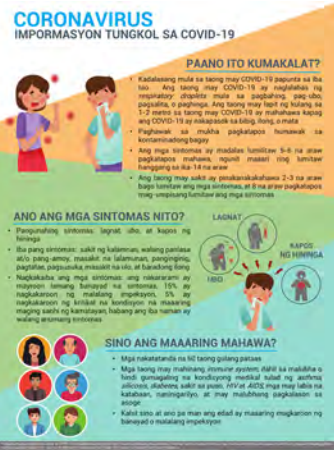 CORONAVIRUS
IMPORMASYON TUNGKOL SA COVID-19
PAANO ITO KUMAKALAT?
• Kadalasang mula sa taong may COVID-19 papunta sa iba
tao. Ang taong may COVID-19 ay naglalabas ng
respiratory droplets mula sa pagbahing, pag-ubo,
pagsalita, o paghinga. Ang taong may lapit ng kulang sa
1-2 metro sa taong may COVID-19 ay mahahawa kapag
ang COVID-19 ay nakapasok sa bibig, ilong, o mata
• Paghawak sa mukha pagkatapos humawak sa
kontaminadong bagay
• Ang mga sintomas ay madalas lumilitaw 5-6 na araw
pagkatapos mahawa, ngunit maaari ring lumitaw
hanggang sa ika-14 na araw
• Ang taong may sakit ay pinakanakakahawa 2-3 na araw
bago lumitaw ang mga sintomas, at 8 na araw pagkatapos
mag-umpisang lumitaw ang mga sintomas
ANO ANG MGA SINTOMAS NITO?
• Pangunahing sintomas: lagnat, ubo, at kapos ng
hininga
• Iba pang sintomas: sakit ng kalamnan, walang panlasa
at/o pang-amoy, masakit na lalamunan, panginginig,
pagtatae, pagsusuka, masakit na ulo, at baradong ilong
• Nagkakaiba ang mga sintomas: ang nakararami ay
mayroon lamang banayad na sintomas, 15% ay
nagkakaroon ng malalang impeksyon, 5% ay
nagkakaroon ng kritikal na kondisyon na maaaring
maging sanhi ng kamatayan, habang ang iba naman ay
walang anumang sintomas
LAGNAT
KAPOS
NG HININGA
UBO
SINO ANG MAAARING MAHAWA?
• Mga nakatatanda na 60 taong gulang pataas
• Mga taong may mahinang immune system, dahil sa malubha o
hindi gumagaling na kondisyong medikal tulad ng asthma,
silicosis, diabetes, sakit sa puso, HIV at AIDS, mga may labis na
katabaan, naninigarilyo, at may malubhang pagkalason sa
asoge
• Kahit sino at ano pa man ang edad ay maaaring magkaroon ng
banayad o malalang impeksyon